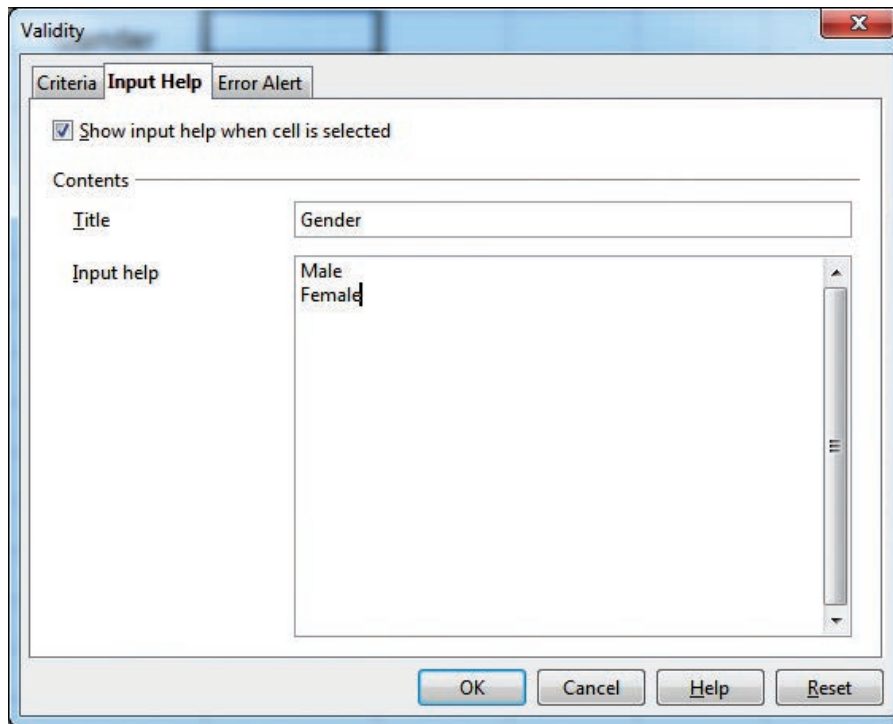 Validity
Criteria Input Help Error Alert
Show input help when cell is selected
Contents
Title Gender
Input help Male
Female
OK Cancel Help Reset